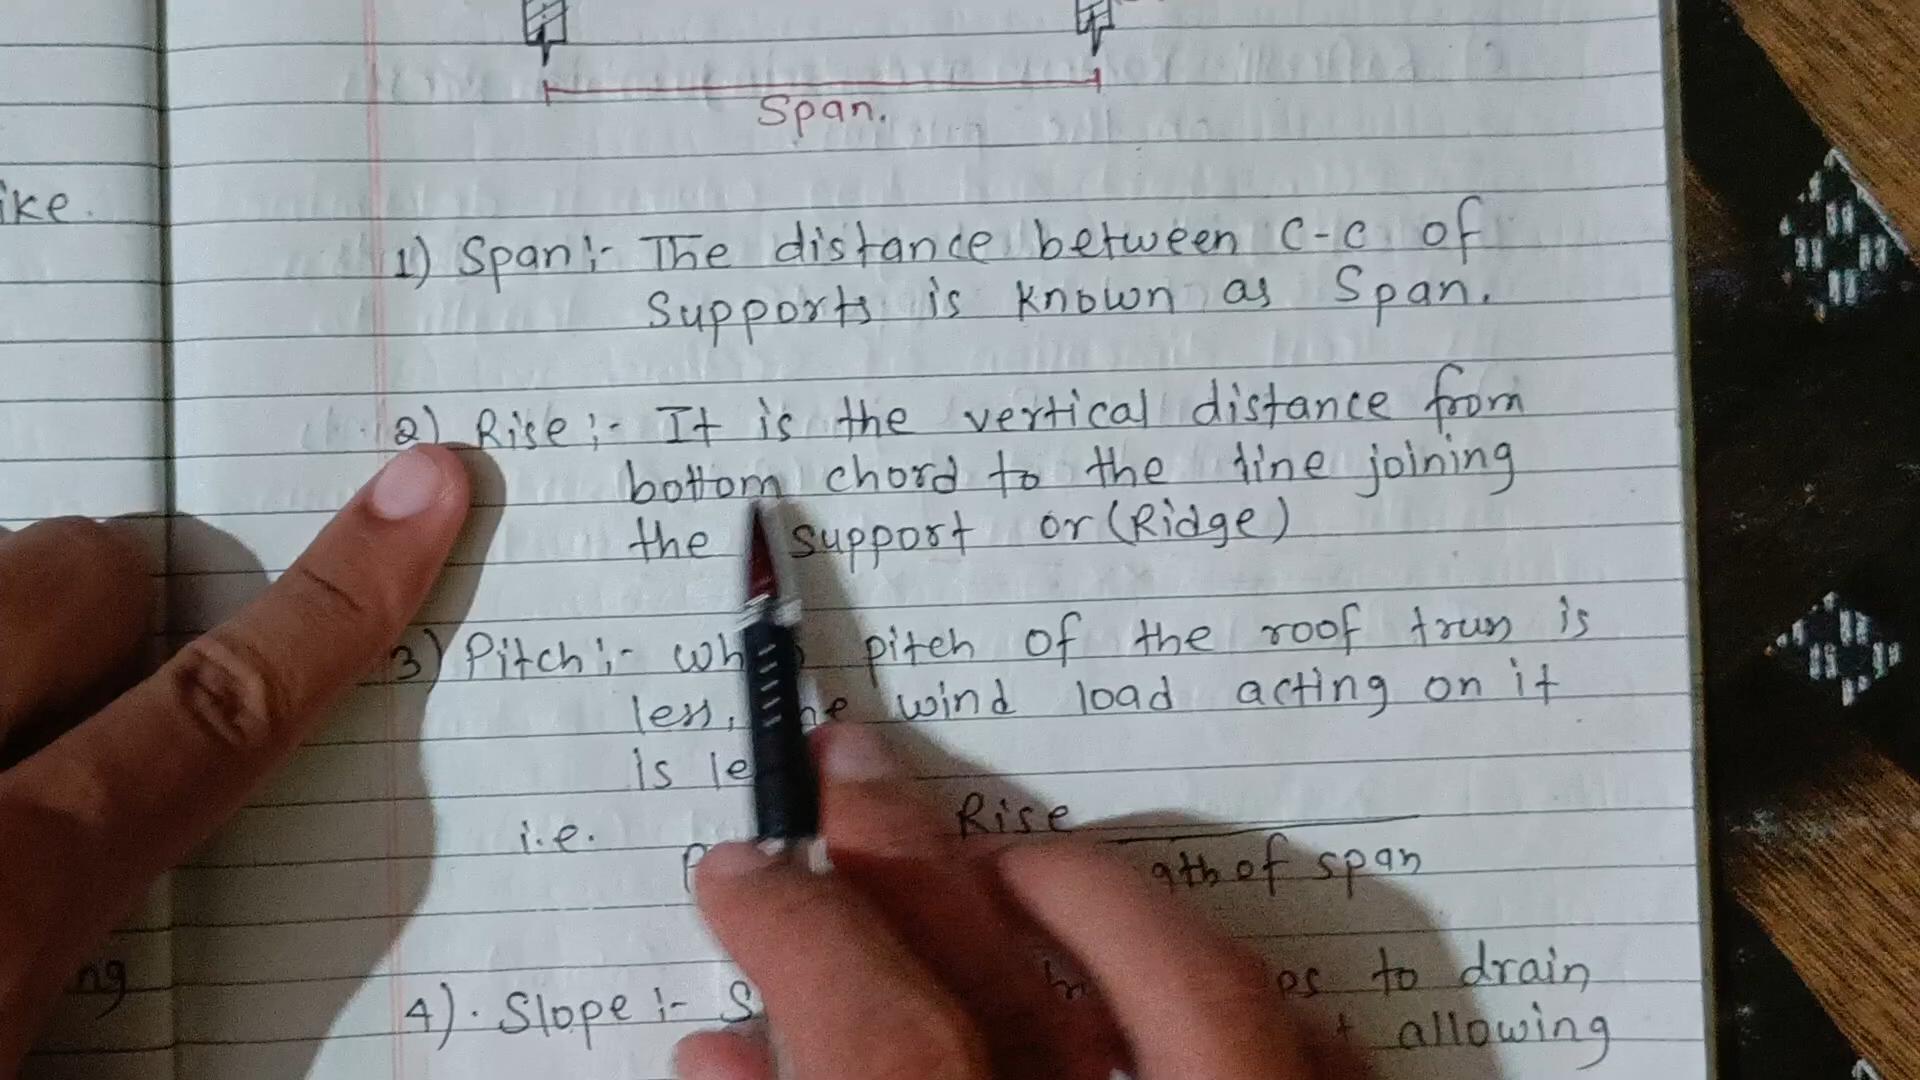 Span.
ike.
1) Span:- The distance between C-C of
Supports is known as Span.
2) Rise:- It is the vertical distance from
bottom chord to the line joining
the support or (Ridge)
3) Pitch:- pitch of the roof truss is
less, wind load acting on it
is
i.e. Rise
of span
ng
4). Slope:- to drain
allowing